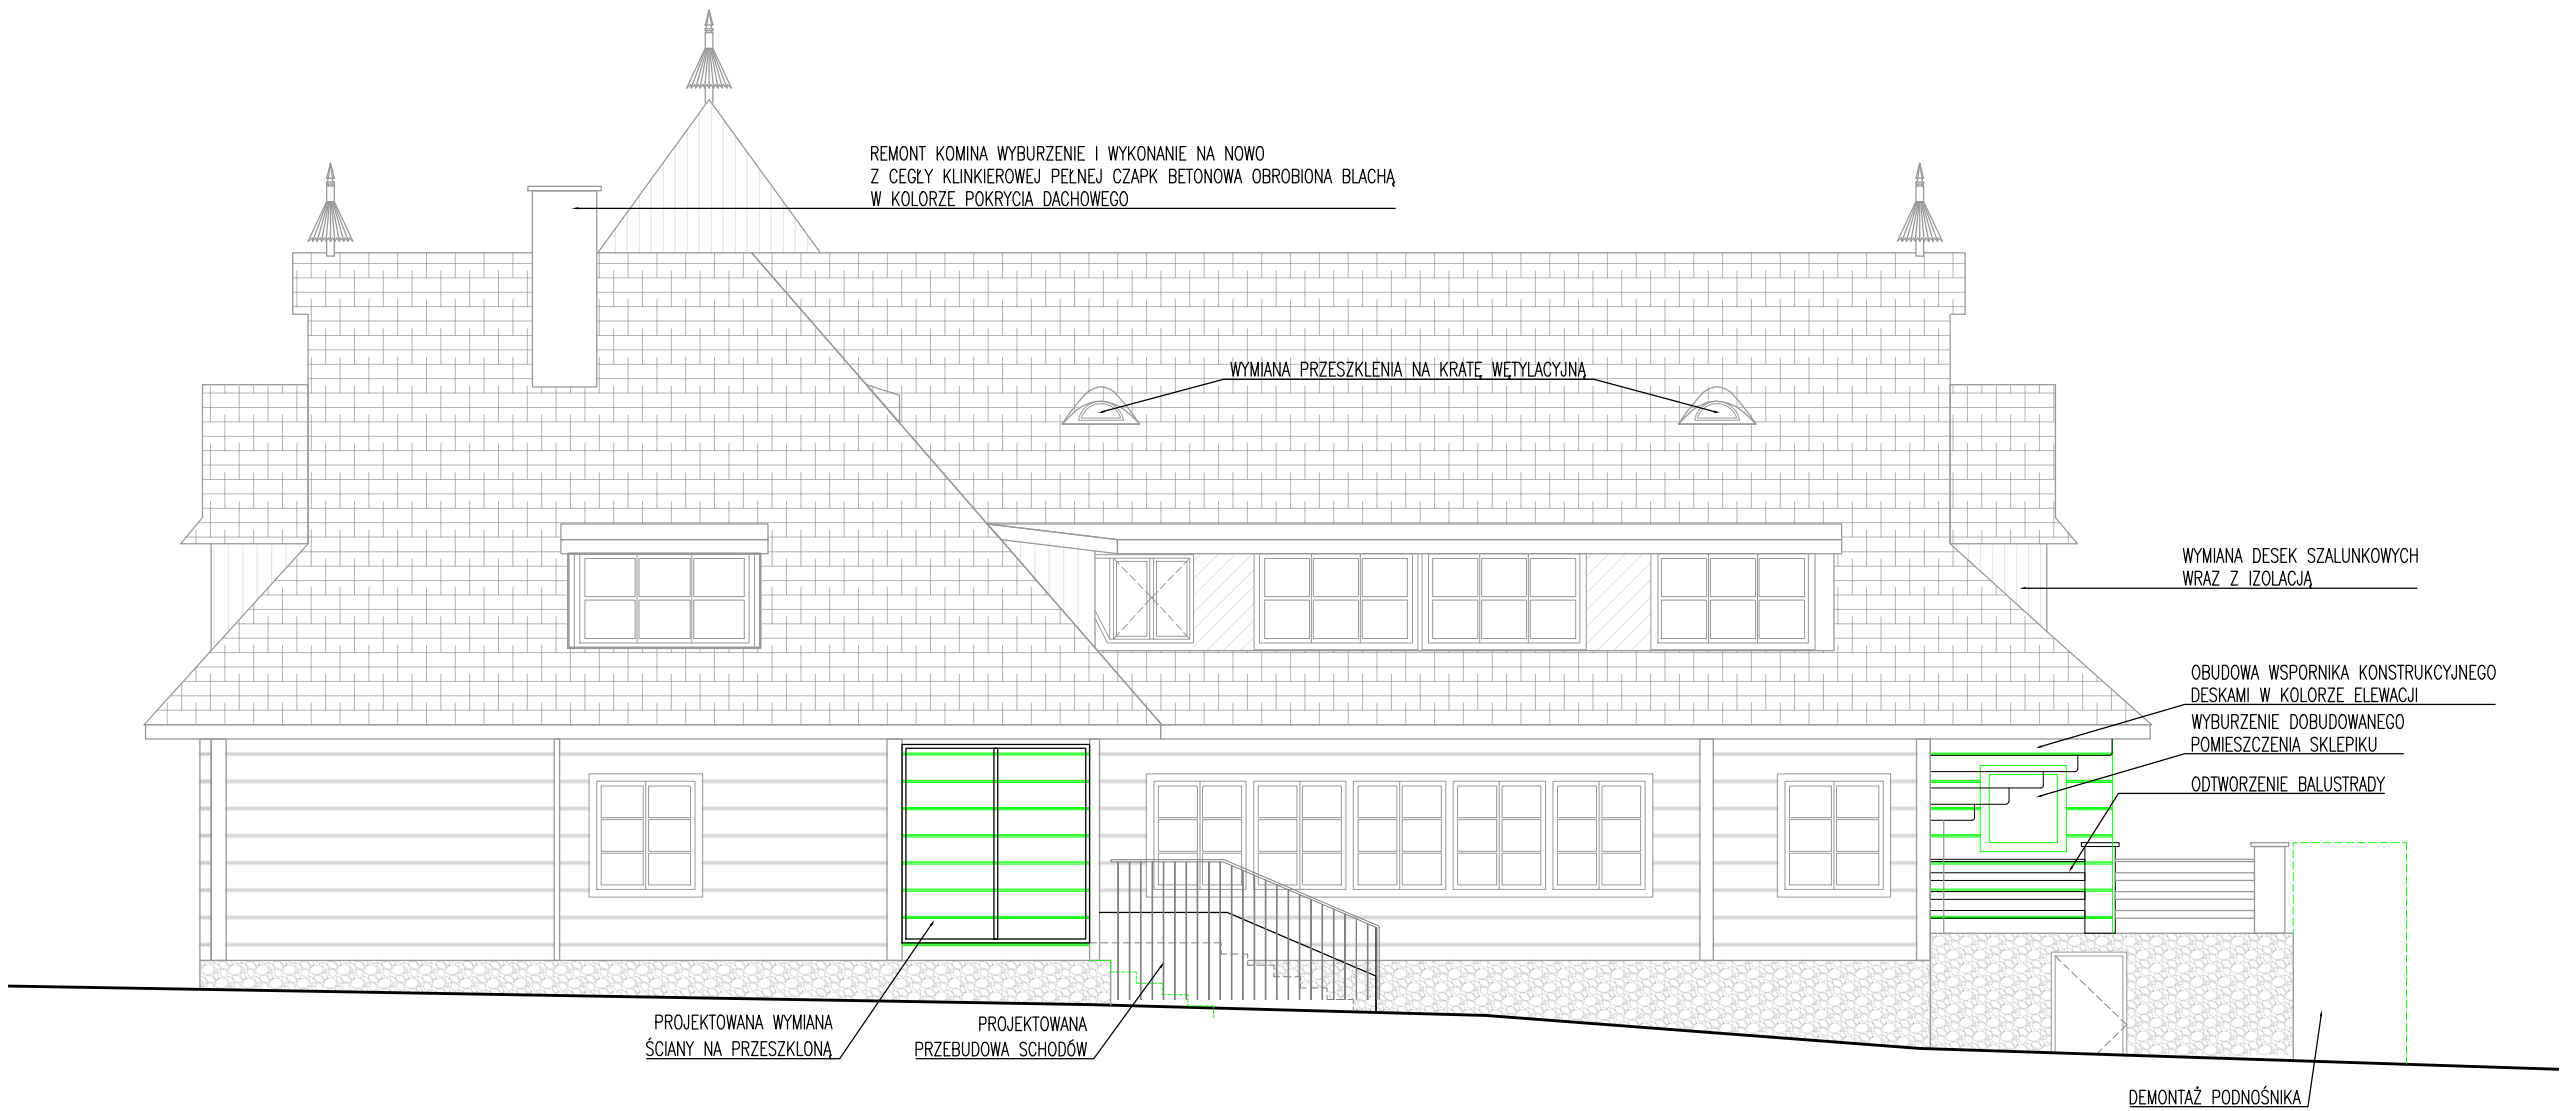 REMONT KOMINA WYBURZENIE I WYKONANIE NA NOWO
Z CEGŁY KLINKIEROWEJ PEŁNEJ CZAPK BETONOWA OBROBIONA BLACHĄ
W KOLORZE POKRYCIA DACHOWEGO
WYMIANA PRZESZKLENIA NA KRATĘ WĘTYLACYJNĄ
WYMIANA DESEK SZALUNKOWYCH
WRAZ Z IZOLACJĄ
OBUDOWA WSPORNIKA KONSTRUKCYJNEGO
DESKAMI W KOLORZE ELEWACJI
WYBURZENIE DOBUDOWANEGO
POMIESZCZENIA SKLEPIKU
ODTWORZENIE BALUSTRADY
PROJEKTOWANA WYMIANA
ŚCIANY NA PRZESZKLONĄ
PROJEKTOWANA
PRZEBUDOWA SCHODÓW
DEMONTAŻ PODNOŚNIKA